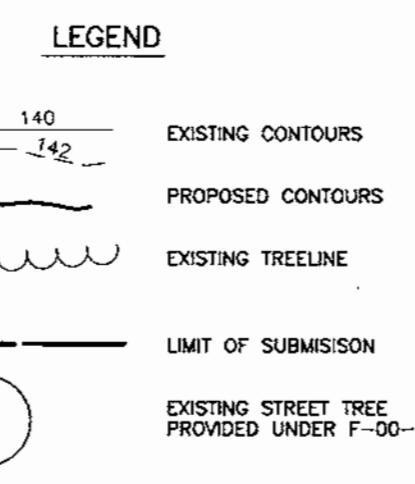 LEGEND
140
142
EXISTING CONTOURS
PROPOSED CONTOURS
EXISTING TREELINE
LIMIT OF SUBMISISON
EXISTING STREET TREE
PROVIDED UNDER F-00-